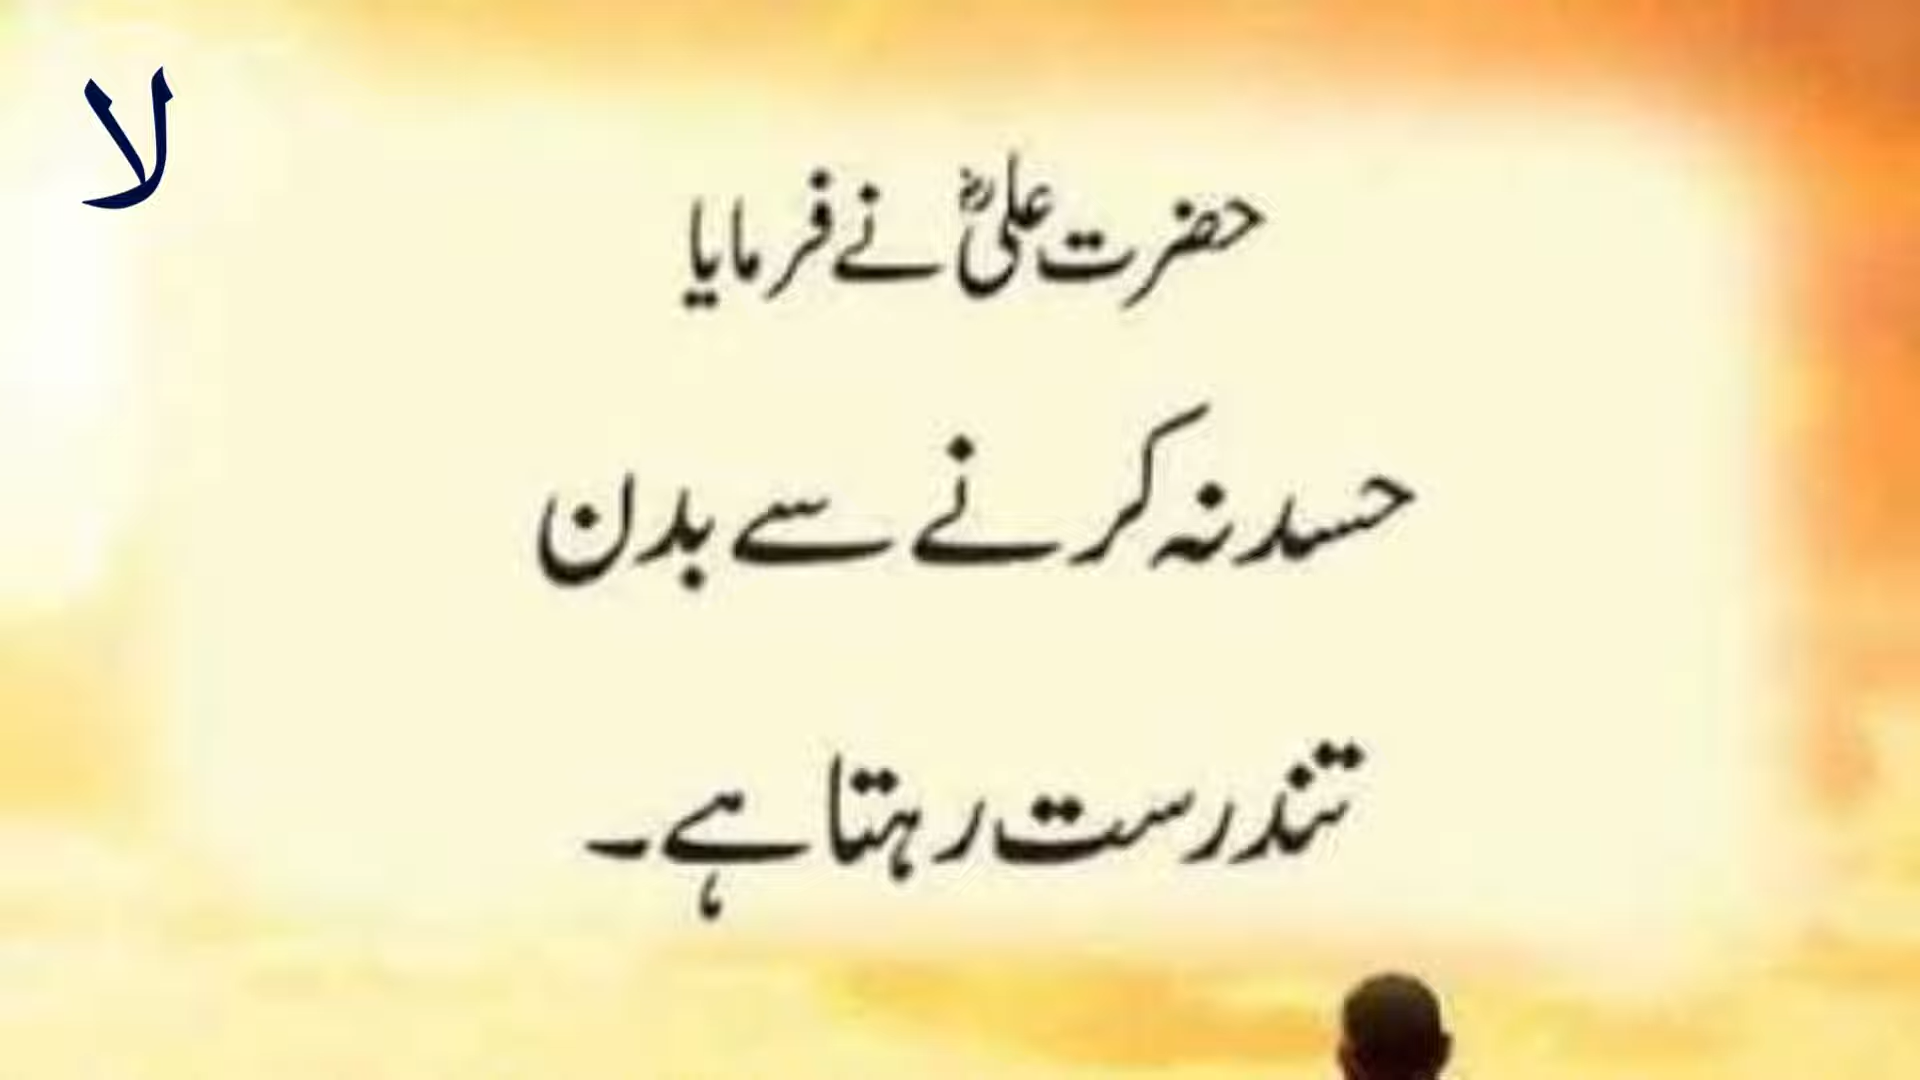 لا
حضرت علیؓ نے فرمایا
حسد نہ کرنے سے بدن
تندرست رہتا ہے۔